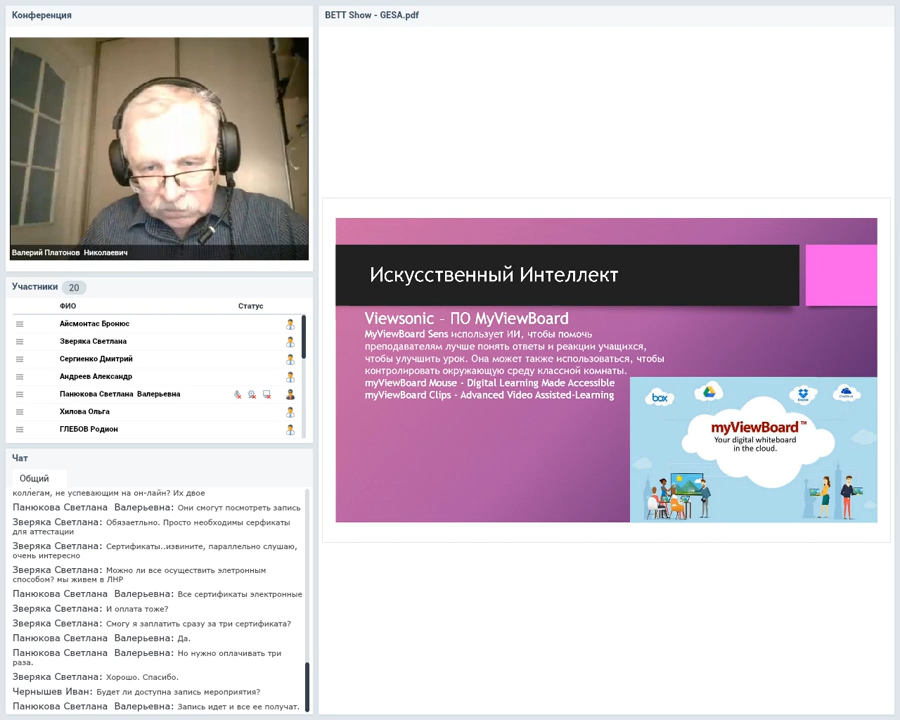 Конференция
Валерий Платонов  Николаевич
Участники 20
ФИО Статус
Айсмонтас Бронюс
Зверяка Светлана
Сергиенко Дмитрий
Андреев Александр
Панюкова Светлана  Валерьевна
Хилова Ольга
ГЛЕБОВ Родион
Чат
Общий
коллегам, не успевающим на он-лайн? Их двое
Панюкова Светлана  Валерьевна: Они смогут посмотреть запись
Зверяка Светлана: Обязаетльно. Просто необходимы серфикаты
для аттестации
Зверяка Светлана: Сертификаты..извините, параллельно слушаю,
очень интересно
Зверяка Светлана: Можно ли все осуществить элетронным
способом? мы живем в ЛНР
Панюкова Светлана  Валерьевна: Все сертификаты электронные
Зверяка Светлана: И оплата тоже?
Зверяка Светлана: Смогу я заплатить сразу за три сертификата?
Панюкова Светлана  Валерьевна: Да.
Панюкова Светлана  Валерьевна: Но нужно оплачивать три
раза.
Зверяка Светлана: Хорошо. Спасибо.
Чернышев Иван: Будет ли доступна запись мероприятия?
Панюкова Светлана  Валерьевна: Запись идет и все ее получат.
BETT Show - GESA.pdf
Искусственный Интеллект
Viewsonic – ПО MyViewBoard
MyViewBoard Sens использует ИИ, чтобы помочь
преподавателям лучше понять ответы и реакции учащихся,
чтобы улучшить урок. Она может также использоваться, чтобы
контролировать окружающую среду классной комнаты.
myViewBoard Mouse - Digital Learning Made Accessible
myViewBoard Clips - Advanced Video Assisted-Learning
box
myViewBoard™
Your digital whiteboard
in the cloud.